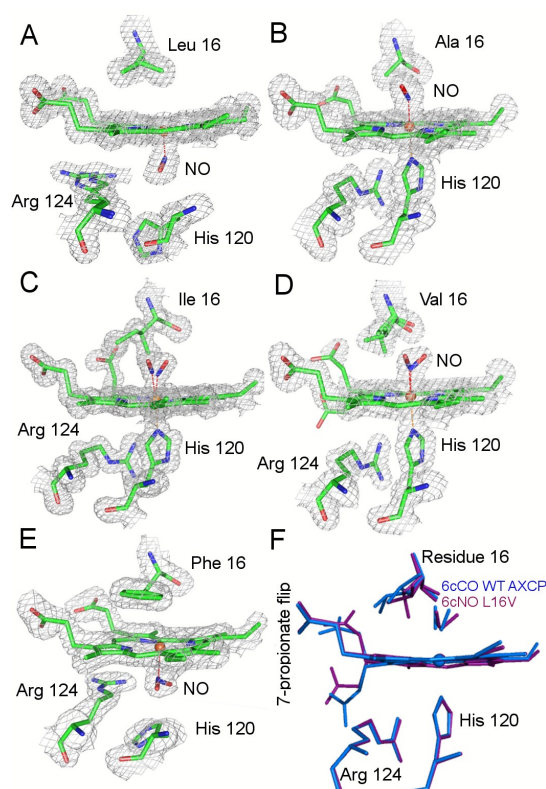 A
Leu 16
NO
Arg 124
His 120
B
Ala 16
NO
His 120
C
Ile 16
Arg 124
His 120
D
Val 16
NO
His 120
Arg 124
E
Phe 16
Arg 124
NO
His 120
F
Residue 16
6cCO WT AXCP
6cNO L16V
7-propionate flip
His 120
Arg 124